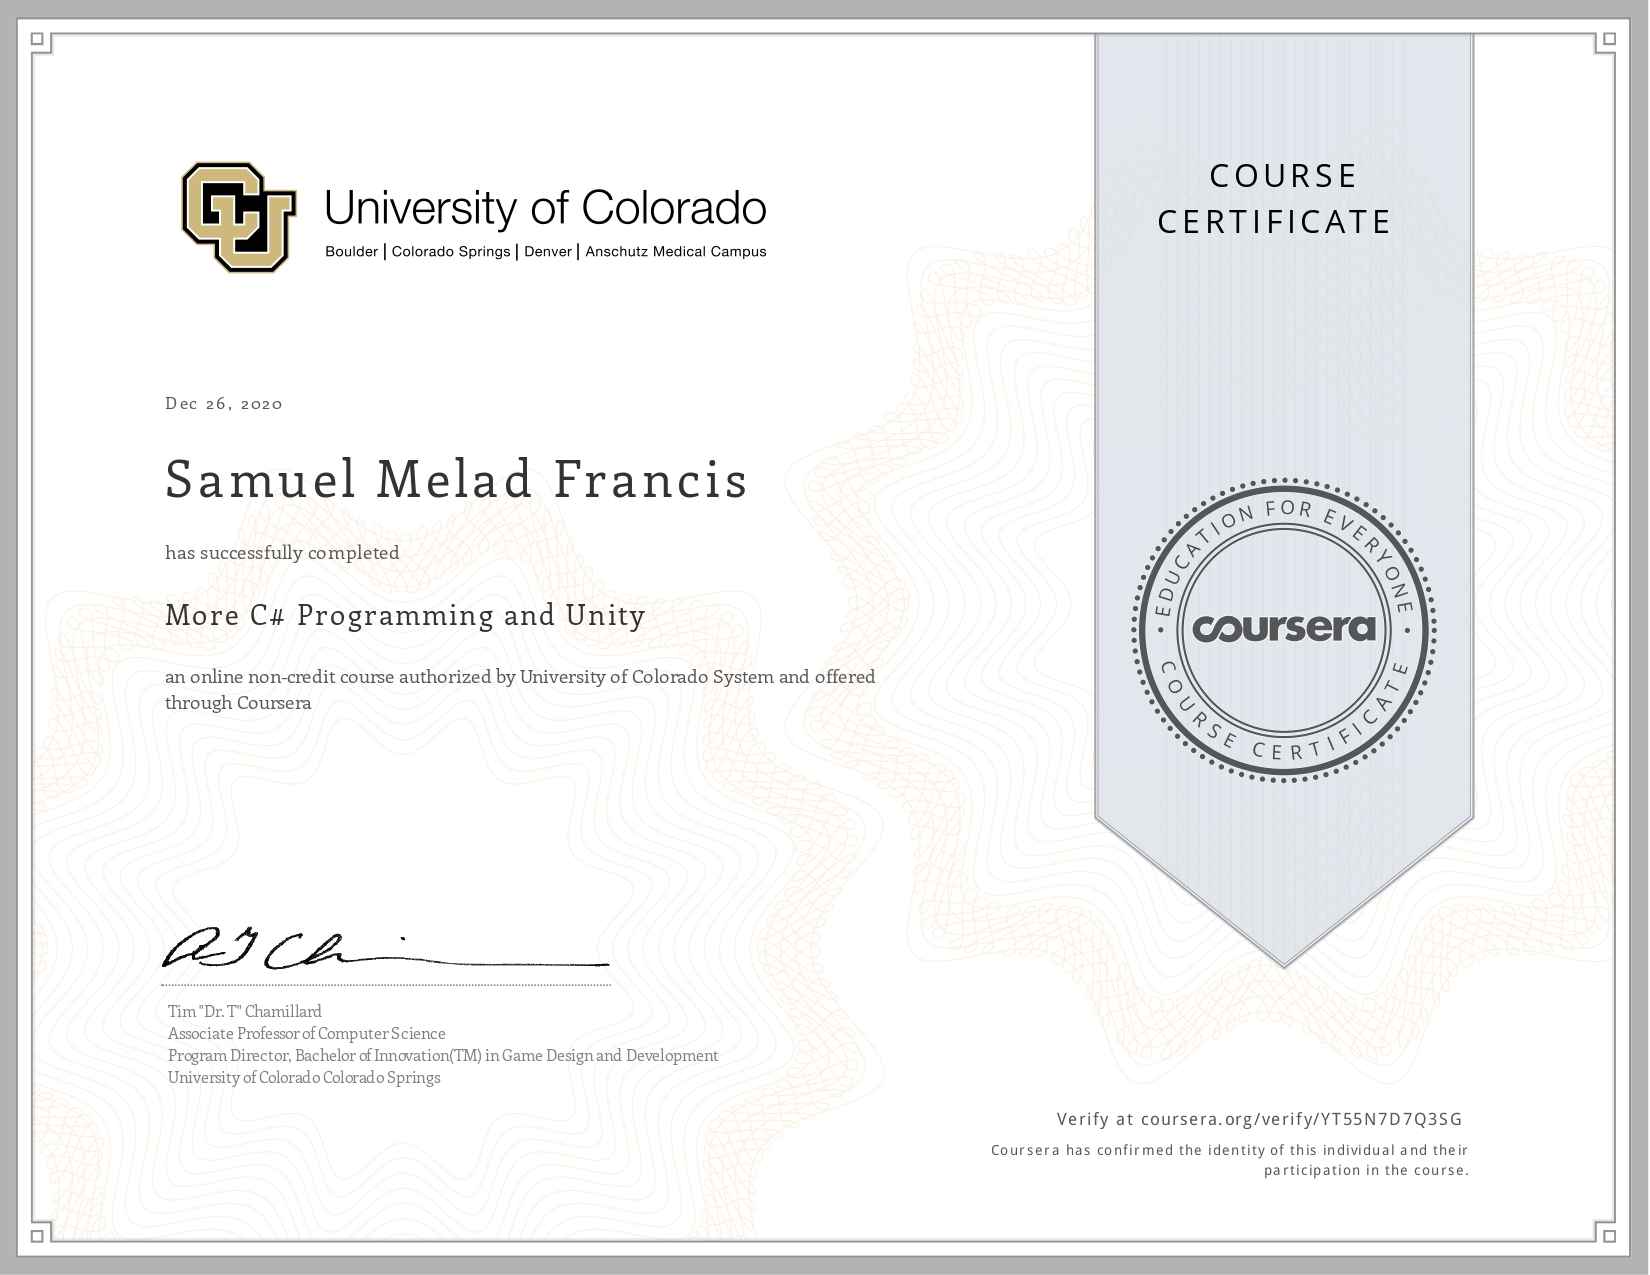 University of Colorado
Boulder | Colorado Springs | Denver | Anschutz Medical Campus
COURSE
CERTIFICATE
Dec 26, 2020
Samuel Melad Francis
has successfully completed
More C# Programming and Unity
an online non-credit course authorized by University of Colorado System and offered
through Coursera
EDUCATION FOR EVERYONE
coursera
COURSE CERTIFICATE
Tim "Dr. T" Chamillard
Associate Professor of Computer Science
Program Director, Bachelor of Innovation(TM) in Game Design and Development
University of Colorado Colorado Springs
Verify at coursera.org/verify/YT55N7D7Q3SG
Coursera has confirmed the identity of this individual and their
participation in the course.